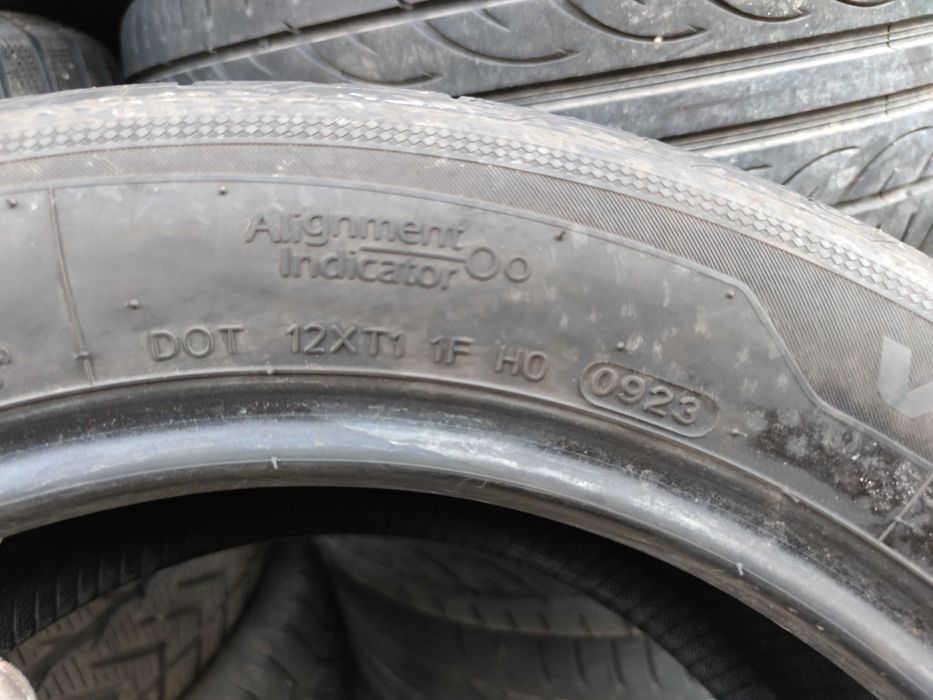 Alignment
Indicator
DOT 12XT1 1F H0 0923